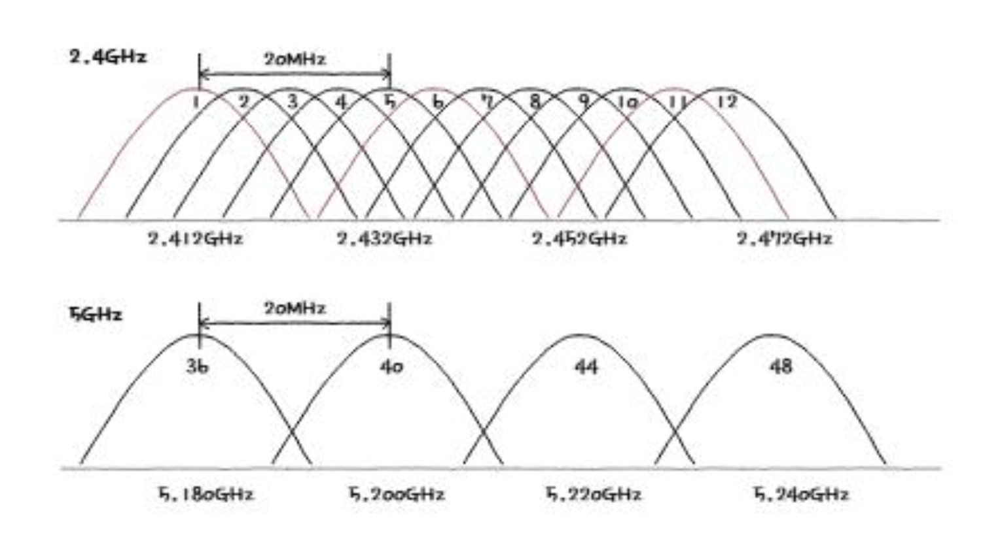 2.4GHz
20MHz
1 2 3 4 5 6 7 8 9 10 11 12
2.412GHz 2.432GHz 2.452GHz 2.472GHz
5GHz
20MHz
36 40 44 48
5.180GHz 5.200GHz 5.220GHz 5.240GHz